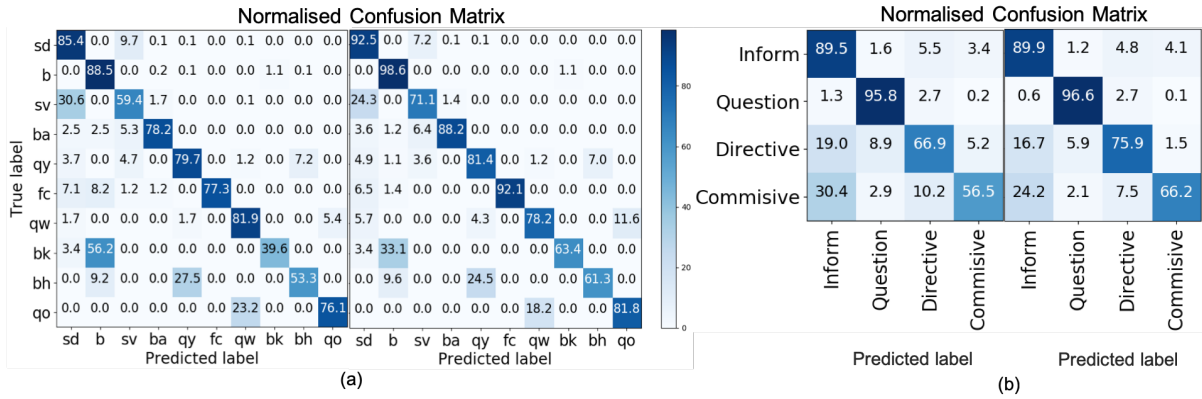 Normalised Confusion Matrix
True label
sd 85.4 0.0 9.7 0.1 0.1 0.0 0.1 0.0 0.0 0.0 92.5 0.0 7.2 0.1 0.1 0.0 0.0 0.0 0.0 0.0
b 0.0 88.5 0.0 0.2 0.1 0.0 0.0 1.1 0.1 0.0 0.0 98.6 0.0 0.0 0.0 0.0 0.0 1.1 0.0 0.0
sv 30.6 0.0 59.4 1.7 0.0 0.0 0.0 0.0 0.0 0.0 24.3 0.0 71.1 1.4 0.0 0.0 0.0 0.0 0.0 0.0
ba 2.5 2.5 5.3 78.2 0.0 0.0 0.0 0.0 0.0 0.0 3.6 1.2 6.4 88.2 0.0 0.0 0.0 0.0 0.0 0.0
qy 3.7 0.0 4.7 0.0 79.7 0.0 1.2 0.0 7.2 0.0 4.9 1.1 3.6 0.0 81.4 0.0 1.2 0.0 7.0 0.0
fc 7.1 8.2 1.2 1.2 0.0 77.3 0.0 0.0 0.0 0.0 6.5 1.4 0.0 0.0 0.0 92.1 0.0 0.0 0.0 0.0
qw 1.7 0.0 0.0 0.0 1.7 0.0 81.9 0.0 0.0 5.4 5.7 0.0 0.0 0.0 4.3 0.0 78.2 0.0 0.0 11.6
bk 3.4 56.2 0.0 0.0 0.0 0.0 0.0 39.6 0.0 0.0 3.4 33.1 0.0 0.0 0.0 0.0 0.0 63.4 0.0 0.0
bh 0.0 9.2 0.0 0.0 27.5 0.0 0.0 0.0 53.3 0.0 0.0 9.6 0.0 0.0 24.5 0.0 0.0 0.0 61.3 0.0
qo 0.0 0.0 0.0 0.0 0.0 0.0 23.2 0.0 0.0 76.1 0.0 0.0 0.0 0.0 0.0 0.0 18.2 0.0 0.0 81.8
sd b sv ba qy fc qw bk bh qo sd b sv ba qy fc qw bk bh qo
Predicted label Predicted label
80
60
40
20
0
(a)
Normalised Confusion Matrix
Inform 89.5 1.6 5.5 3.4 89.9 1.2 4.8 4.1
Question 1.3 95.8 2.7 0.2 0.6 96.6 2.7 0.1
Directive 19.0 8.9 66.9 5.2 16.7 5.9 75.9 1.5
Commisive 30.4 2.9 10.2 56.5 24.2 2.1 7.5 66.2
Inform Question Directive Commisive Inform Question Directive Commisive
Predicted label Predicted label
(b)